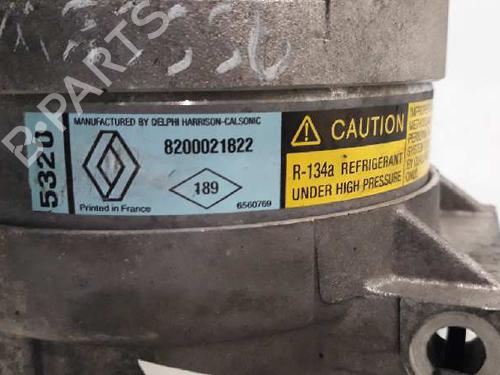 B-PARTS
5320
MANUFACTURED BY DELPHI HARRISON-CALSONIC
8200021822
189
Printed in France
6560769
CAUTION
R-134a REFRIGERANT
UNDER HIGH PRESSURE